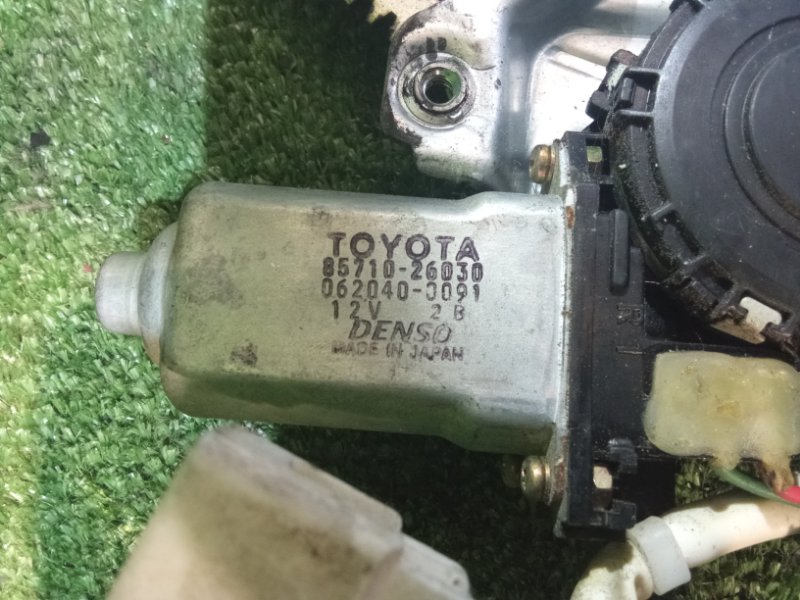 TOYOTA
85710-26030
062040-0091
12V 2B
DENSO
MADE IN JAPAN